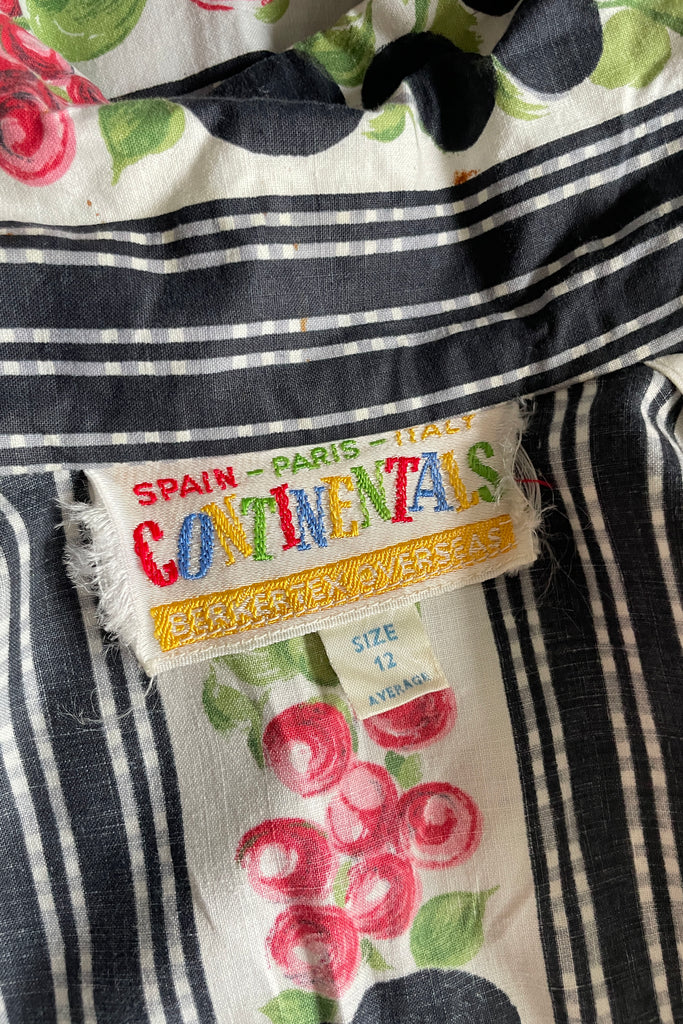 SPAIN - PARIS - ITALY
CONTINENTALS
BERKERTEX OVERSEAS
SIZE
12
AVERAGE